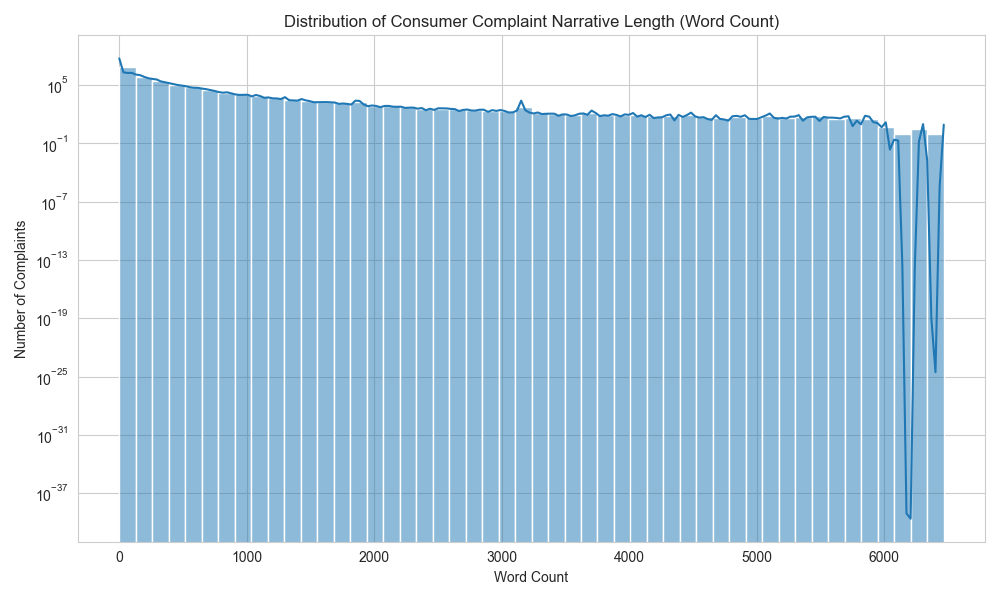 Distribution of Consumer Complaint Narrative Length (Word Count)
Number of Complaints
10^5
10^−1
10^−7
10^−13
10^−19
10^−25
10^−31
10^−37
0 1000 2000 3000 4000 5000 6000
Word Count